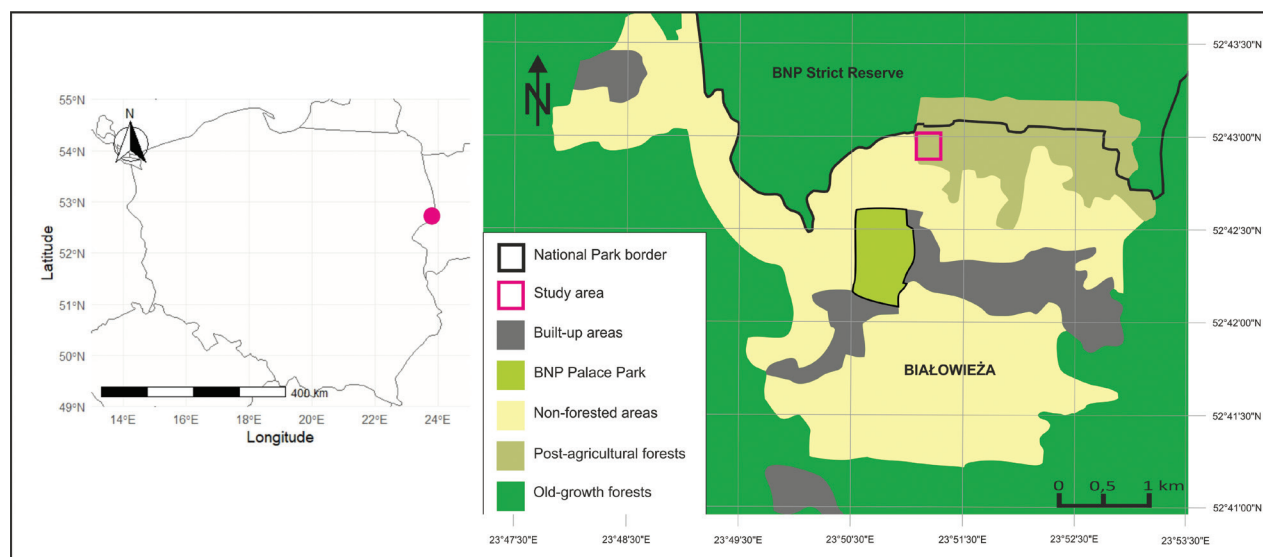 55°N
54°N
53°N
52°N
51°N
50°N
49°N
Latitude
N
400 km
14°E 16°E 18°E 20°E 22°E 24°E
Longitude
N
BNP Strict Reserve
BIAŁOWIEŻA
National Park border
Study area
Built-up areas
BNP Palace Park
Non-forested areas
Post-agricultural forests
Old-growth forests
0 0,5 1 km
52°43'30"N
52°43'00"N
52°42'30"N
52°42'00"N
52°41'30"N
52°41'00"N
23°47'30"E 23°48'30"E 23°49'30"E 23°50'30"E 23°51'30"E 23°52'30"E 23°53'30"E